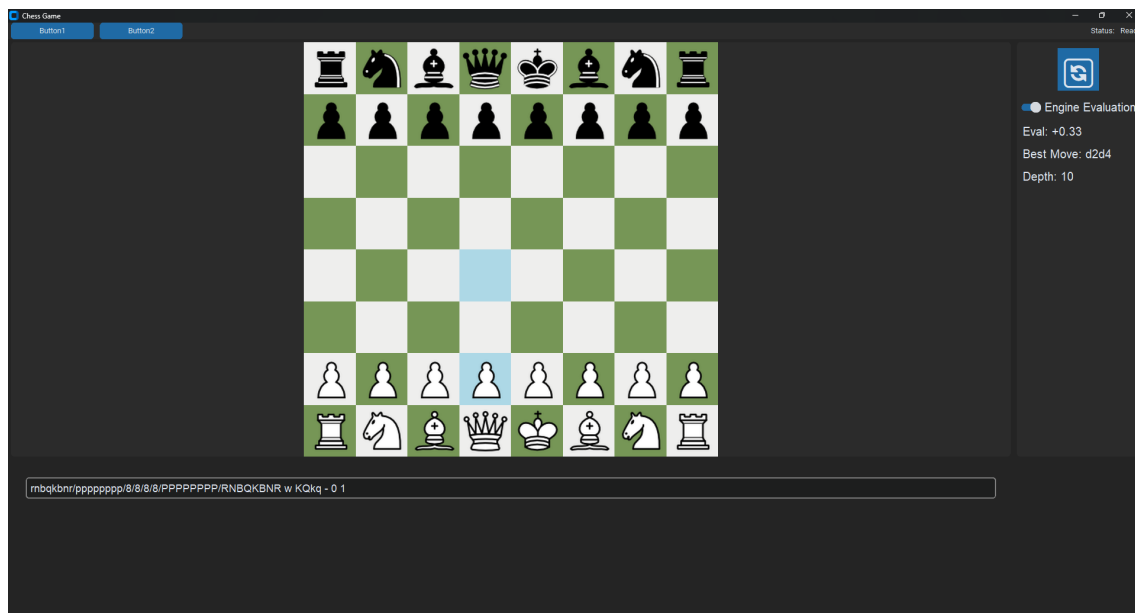 Chess Game
Button1 Button2 Status: Read
Engine Evaluation
Eval: +0.33
Best Move: d2d4
Depth: 10
rnbqkbnr/pppppppp/8/8/8/8/PPPPPPPP/RNBQKBNR w KQkq - 0 1